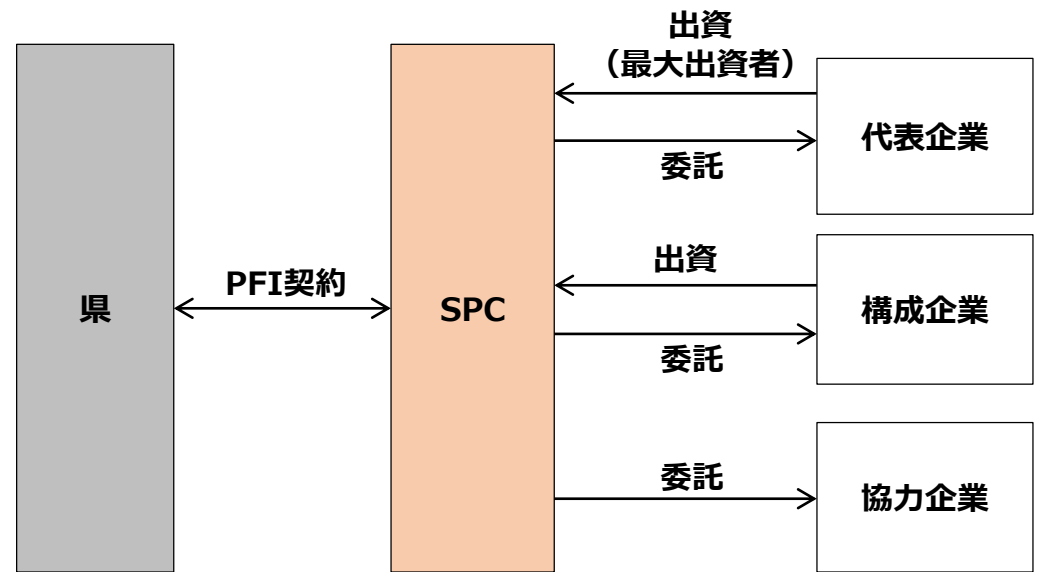 出資
（最大出資者）
代表企業
委託
出資
PFI契約
県
SPC
構成企業
委託
委託
協力企業